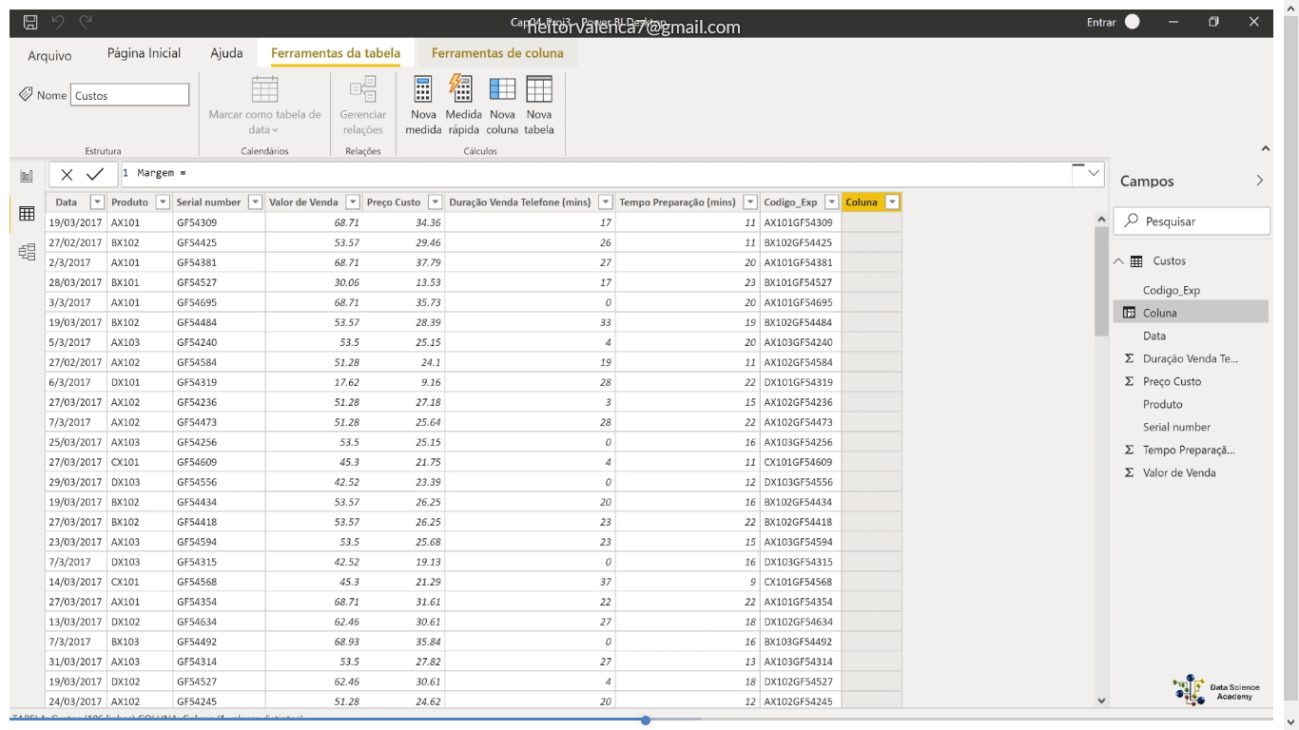 heitorvalenca7@gmail.com
Entrar
Arquivo Página Inicial Ajuda Ferramentas da tabela Ferramentas de coluna
Nome Custos
Marcar como tabela de data
Gerenciar relações
Nova medida
Medida rápida
Nova coluna
Nova tabela
Estrutura Calendários Relações Cálculos
1 Margem =
Data Produto Serial number Valor de Venda Preço Custo Duração Venda Telefone (mins) Tempo Preparação (mins) Codigo_Exp Coluna
19/03/2017 AX101 GF54309 68.71 34.36 17 11 AX101GF54309
27/02/2017 BX102 GF54425 53.57 29.46 26 11 BX102GF54425
2/3/2017 AX101 GF54381 68.71 37.79 27 20 AX101GF54381
28/03/2017 BX101 GF54527 30.06 13.53 17 23 BX101GF54527
3/3/2017 AX101 GF54695 68.71 35.73 0 20 AX101GF54695
19/03/2017 BX102 GF54484 53.57 28.39 33 19 BX102GF54484
5/3/2017 AX103 GF54240 53.5 25.15 4 20 AX103GF54240
27/02/2017 AX102 GF54584 51.28 24.1 19 11 AX102GF54584
6/3/2017 DX101 GF54319 17.62 9.16 28 22 DX101GF54319
27/03/2017 AX102 GF54236 51.28 27.18 3 15 AX102GF54236
7/3/2017 AX102 GF54473 51.28 25.64 28 22 AX102GF54473
25/03/2017 AX103 GF54256 53.5 25.15 0 16 AX103GF54256
27/03/2017 CX101 GF54609 45.3 21.75 4 11 CX101GF54609
29/03/2017 DX103 GF54556 42.52 23.39 0 12 DX103GF54556
19/03/2017 BX102 GF54434 53.57 26.25 20 16 BX102GF54434
27/03/2017 BX102 GF54418 53.57 26.25 23 22 BX102GF54418
23/03/2017 AX103 GF54594 53.5 25.68 23 15 AX103GF54594
7/3/2017 DX103 GF54315 42.52 19.13 0 16 DX103GF54315
14/03/2017 CX101 GF54568 45.3 21.29 37 9 CX101GF54568
27/03/2017 AX101 GF54354 68.71 31.61 22 22 AX101GF54354
13/03/2017 DX102 GF54634 62.46 30.61 27 18 DX102GF54634
7/3/2017 BX103 GF54492 68.93 35.84 0 16 BX103GF54492
31/03/2017 AX103 GF54314 53.5 27.82 27 13 AX103GF54314
19/03/2017 DX102 GF54527 62.46 30.61 4 18 DX102GF54527
24/03/2017 AX102 GF54245 51.28 24.62 20 12 AX102GF54245
Campos
Pesquisar
Custos
Codigo_Exp
Coluna
Data
Duração Venda Te...
Preço Custo
Produto
Serial number
Tempo Preparaçã...
Valor de Venda
Data Science
Academy